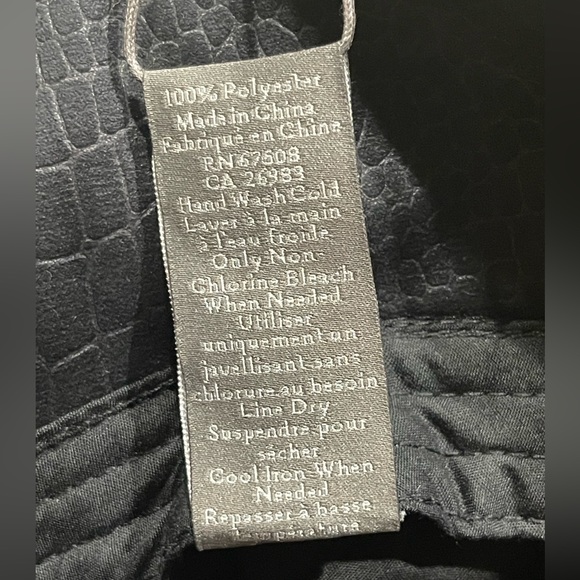 100% Polyester
Made in China
Fabriqué en Chine
RN 67508
CA 26983
Hand Wash Cold
Laver à la main
à l'eau froide
Only Non-
Chlorine Bleach
When Needed
Utiliser
uniquement un
javellisant sans
chlorure au besoin
Line Dry
Suspendre pour
sécher
Cool Iron When
Needed
Repasser à basse
température